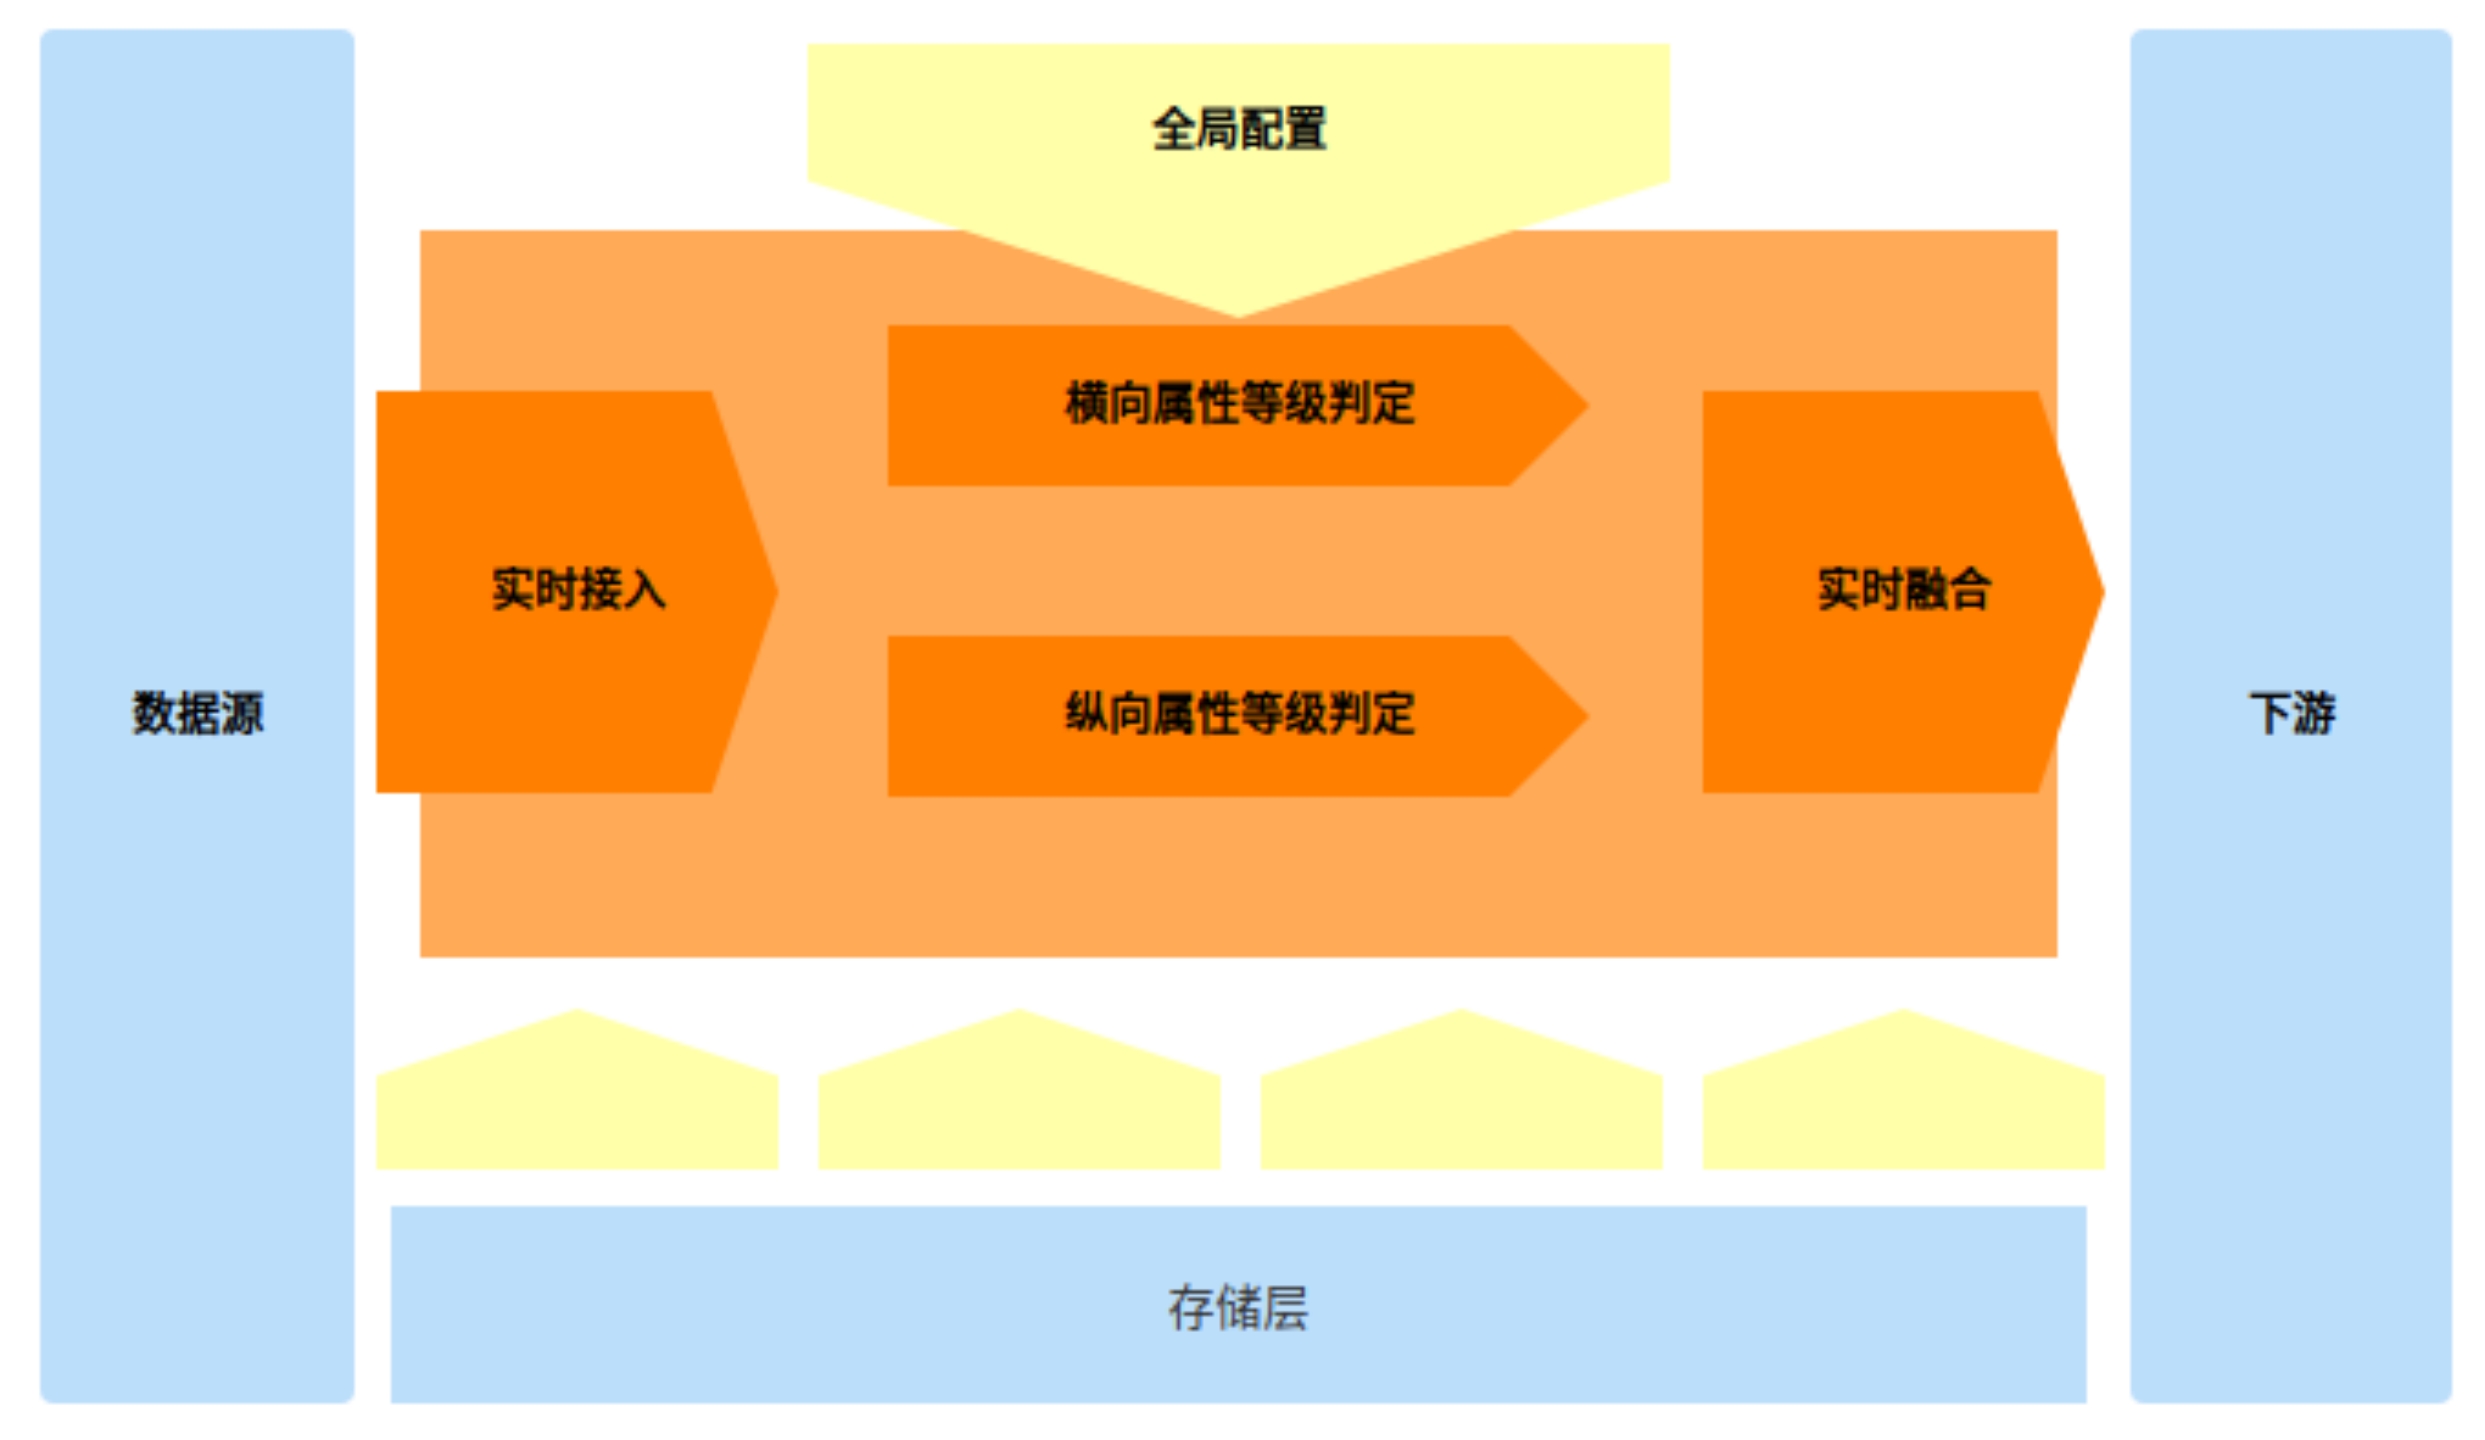 全局配置
横向属性等级判定
实时接入
实时融合
数据源
纵向属性等级判定
下游
存储层